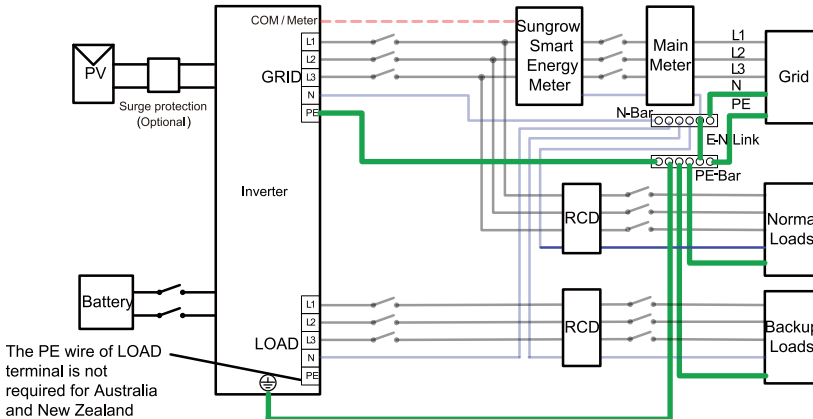 COM / Meter
L1
L2
L3
N
PE
GRID
PV
Surge protection
(Optional)
Inverter
Sungrow
Smart
Energy
Meter
Main
Meter
L1
L2
L3
N
PE
Grid
N-Bar
E-N Link
PE-Bar
RCD
Normal
Loads
Battery
L1
L2
L3
N
PE
LOAD
RCD
Backup
Loads
The PE wire of LOAD
terminal is not
required for Australia
and New Zealand